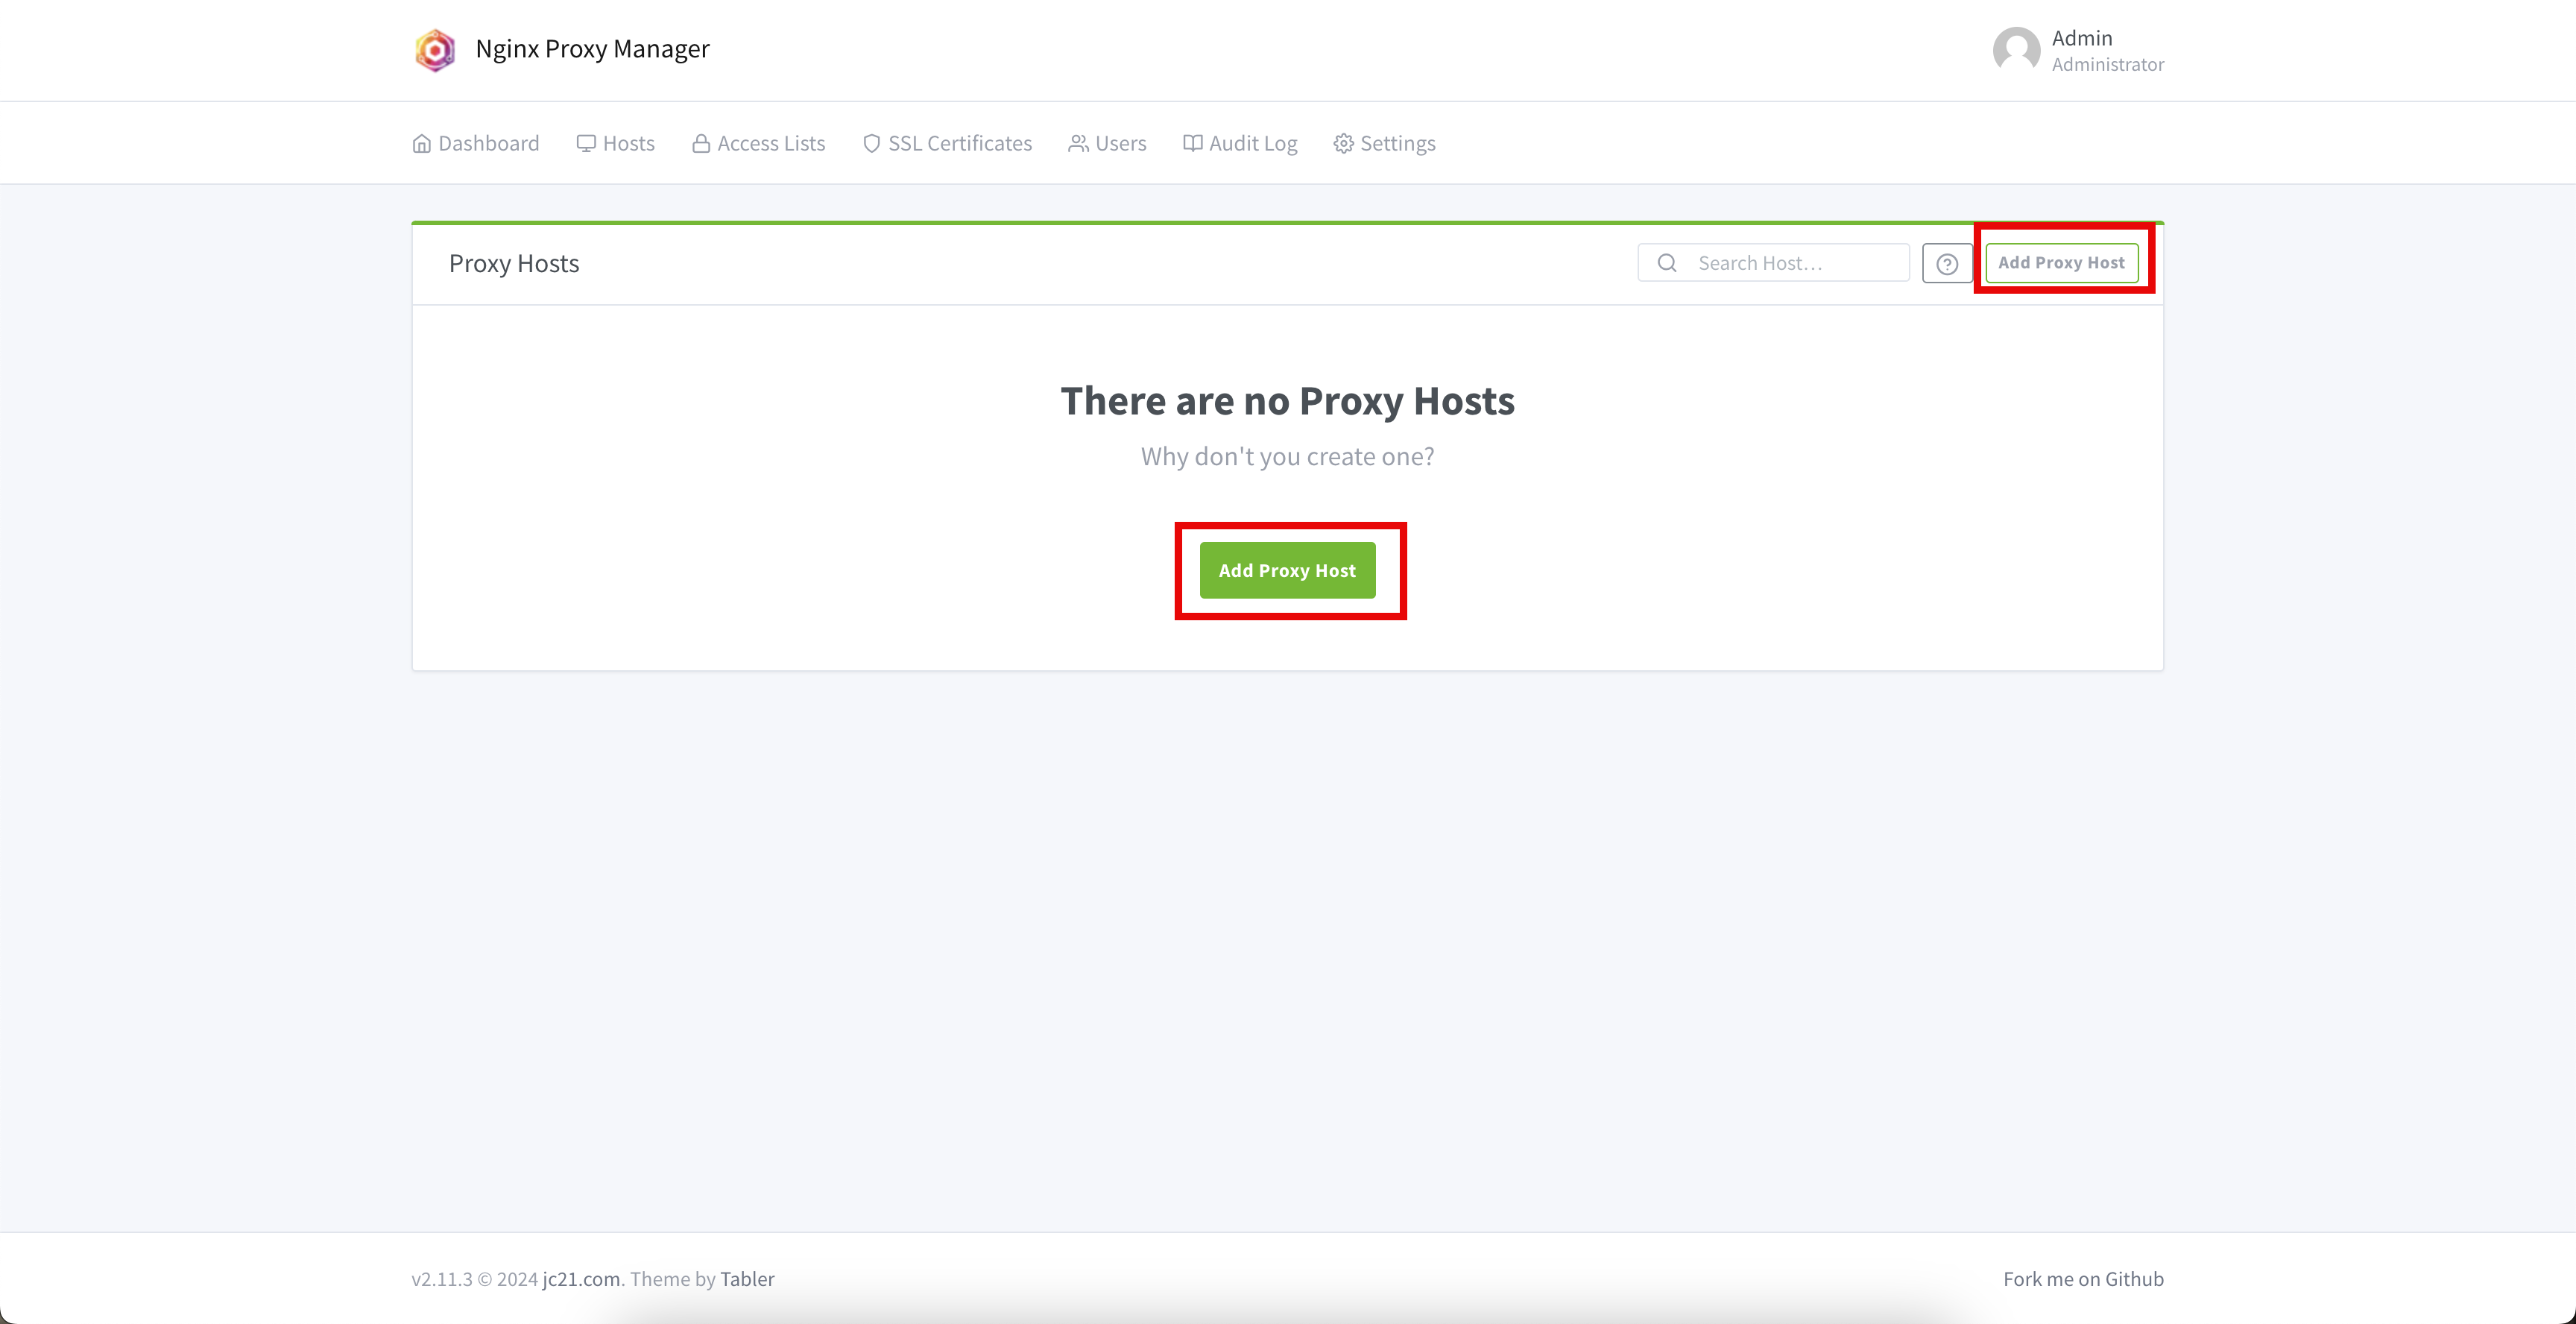 Nginx Proxy Manager
Admin
Administrator
Dashboard Hosts Access Lists SSL Certificates Users Audit Log Settings
Proxy Hosts
Search Host…
Add Proxy Host
There are no Proxy Hosts
Why don't you create one?
Add Proxy Host
v2.11.3 © 2024 jc21.com. Theme by Tabler
Fork me on Github